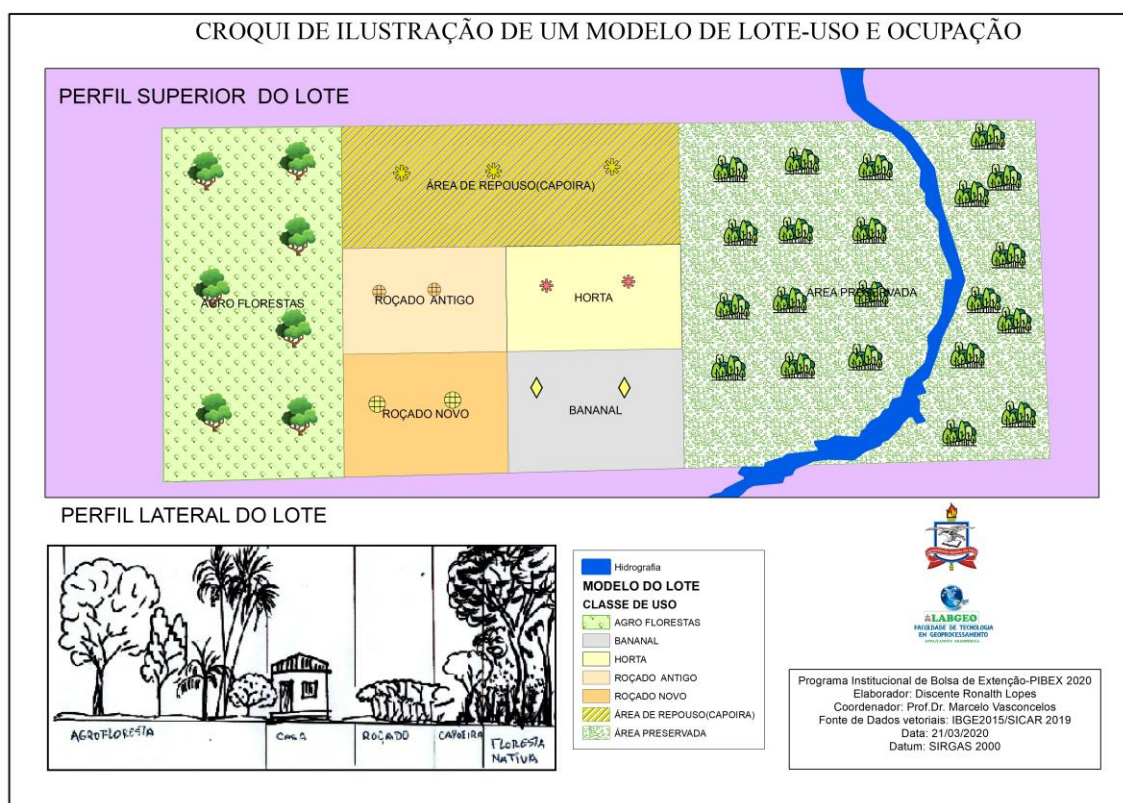 CROQUI DE ILUSTRAÇÃO DE UM MODELO DE LOTE-USO E OCUPAÇÃO
PERFIL SUPERIOR DO LOTE
ÁREA DE REPOUSO(CAPOIRA)
AGRO FLORESTAS
ROÇADO ANTIGO
HORTA
ÁREA PRESERVADA
ROÇADO NOVO
BANANAL
PERFIL LATERAL DO LOTE
AGROFLORESTA
CASA
ROÇADO
CAPOEIRA
FLORESTA
NATIVA
Hidrografia
MODELO DO LOTE
CLASSE DE USO
AGRO FLORESTAS
BANANAL
HORTA
ROÇADO ANTIGO
ROÇADO NOVO
ÁREA DE REPOUSO(CAPOIRA)
ÁREA PRESERVADA
LABGEO
FACULDADE DE TECNOLOGIA
EM GEOPROCESSAMENTO
Programa Institucional de Bolsa de Extenção-PIBEX 2020
Elaborador: Discente Ronalth Lopes
Coordenador: Prof.Dr. Marcelo Vasconcelos
Fonte de Dados vetoriais: IBGE2015/SICAR 2019
Data: 21/03/2020
Datum: SIRGAS 2000